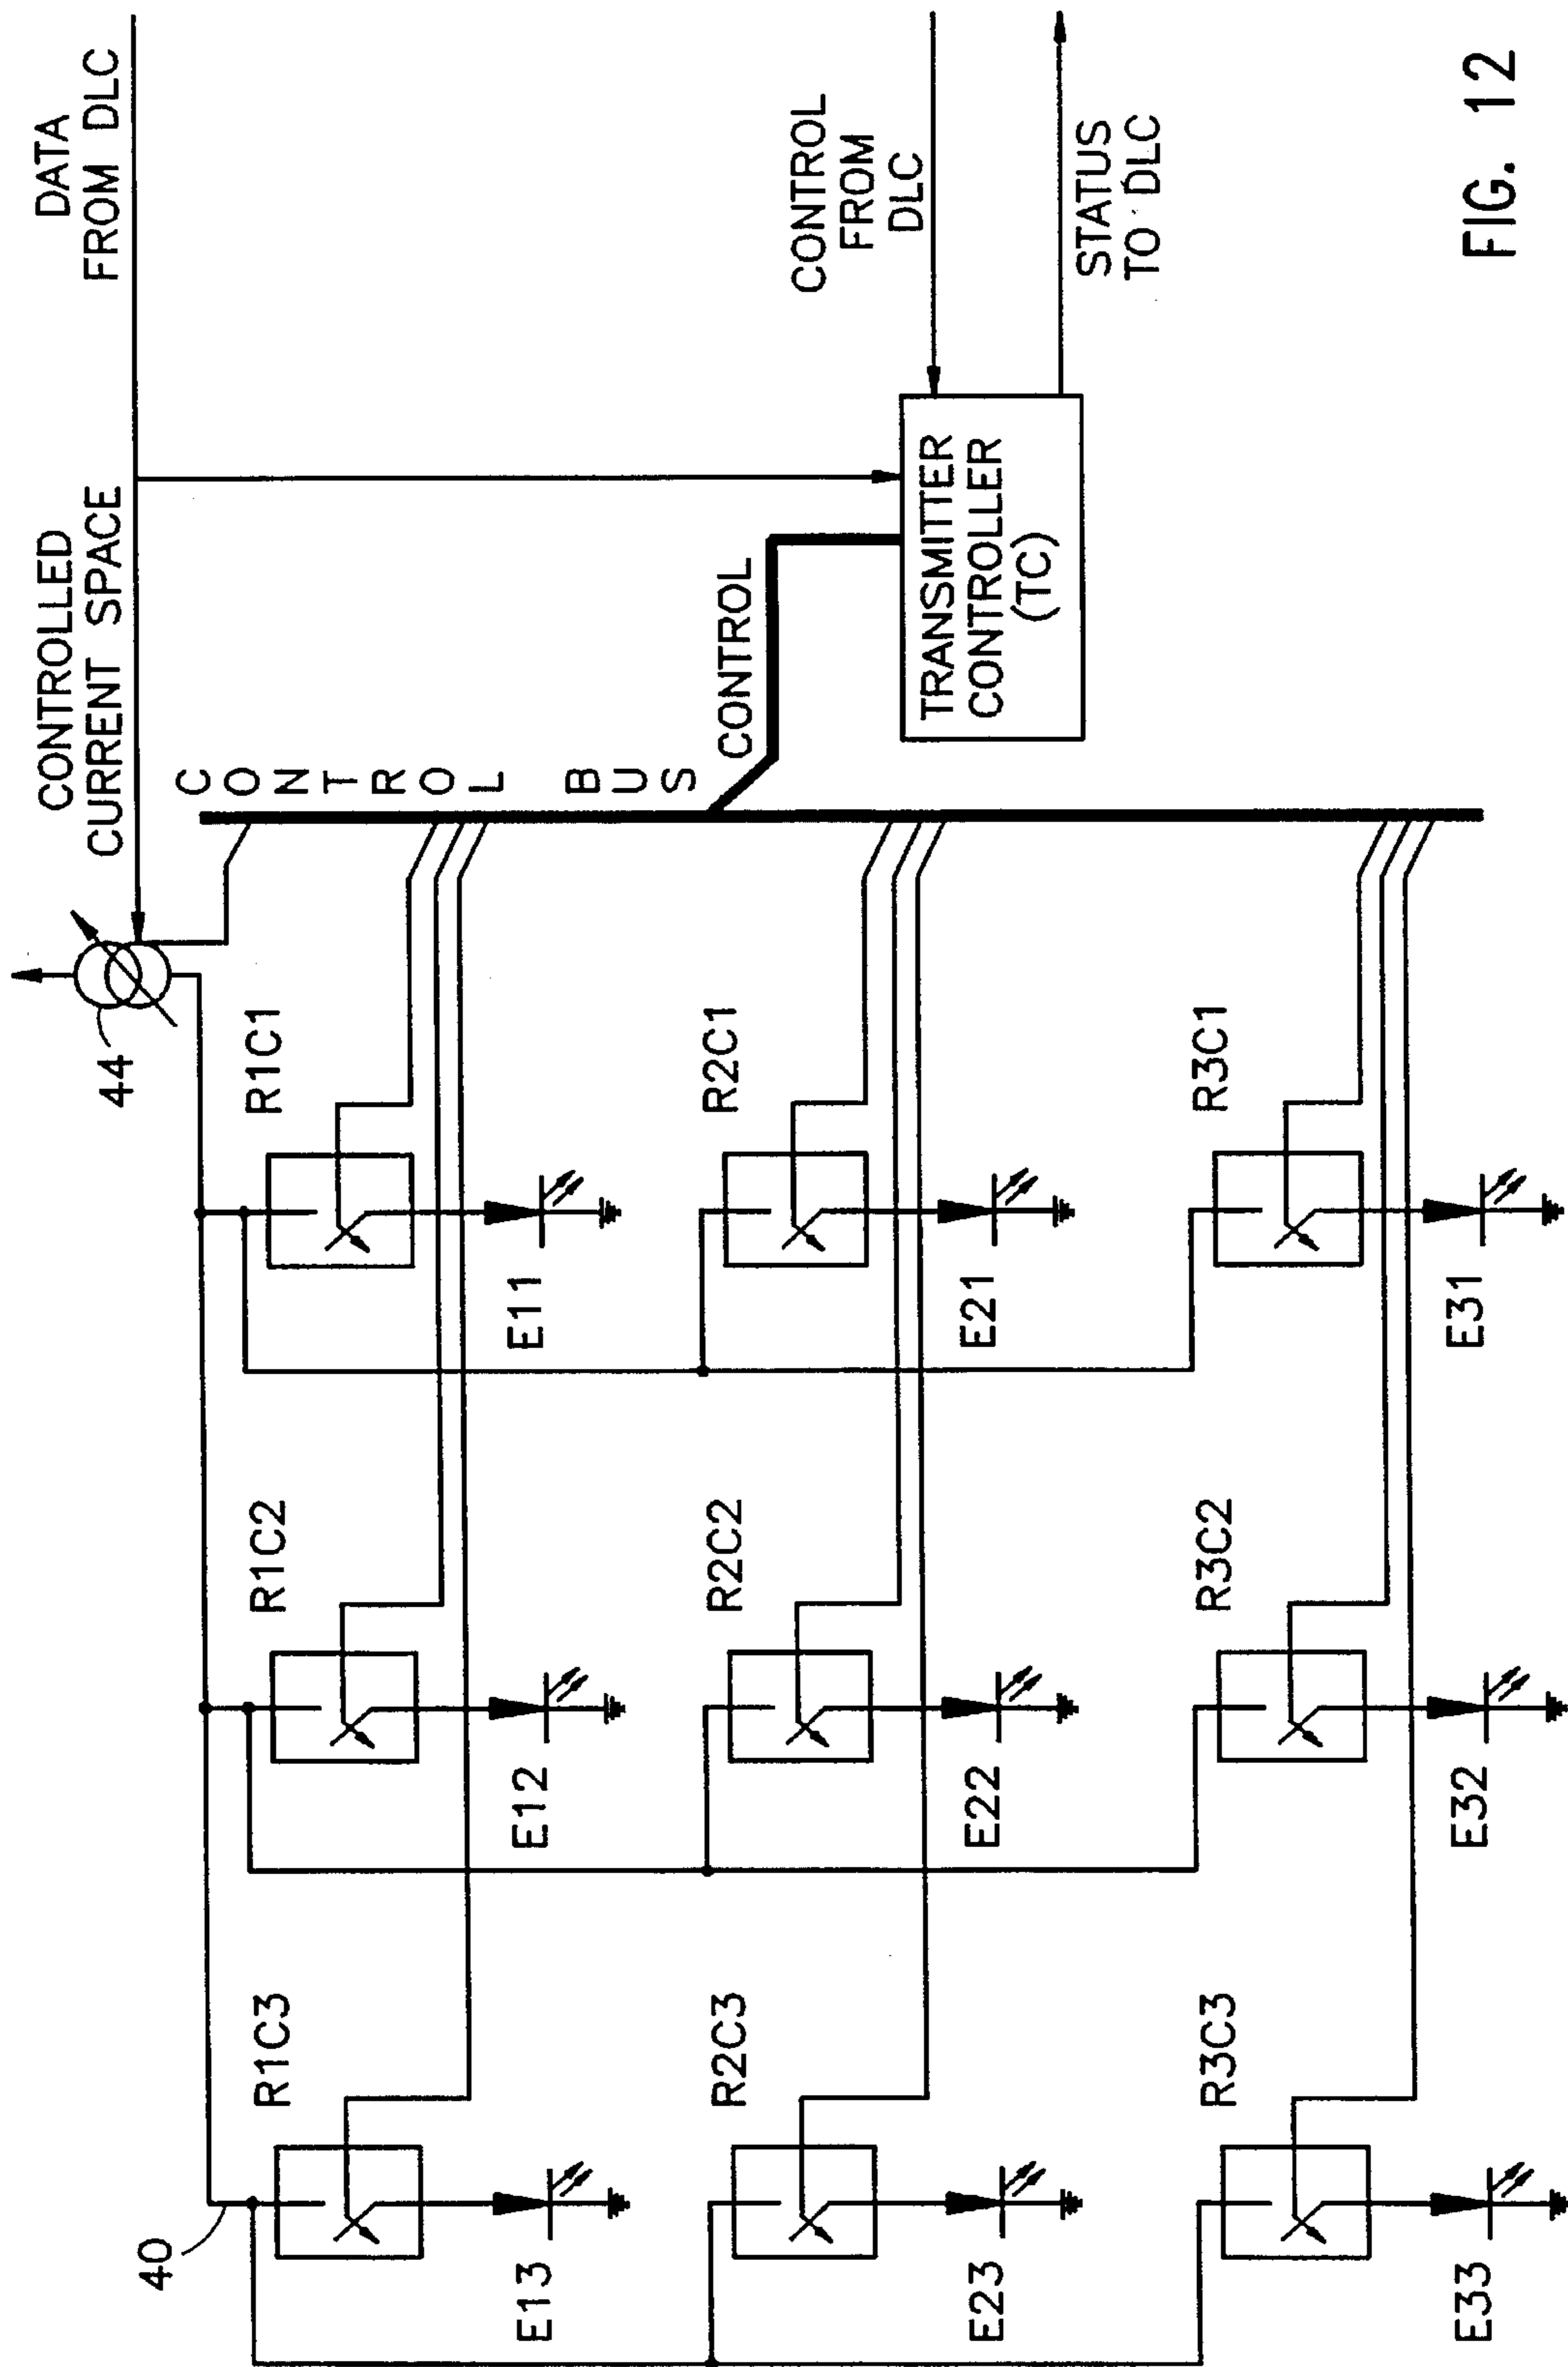 DATA
FROM DLC
CONTROLLED
CURRENT SPACE
44
CONTROL BUS
CONTROL
CONTROL
FROM
DLC
STATUS
TO DLC
TRANSMITTER
CONTROLLER
(TC)
40
R1C3
R1C2
R1C1
E13
E12
E11
R2C3
R2C2
R2C1
E23
E22
E21
R3C3
R3C2
R3C1
E33
E32
E31
FIG. 12